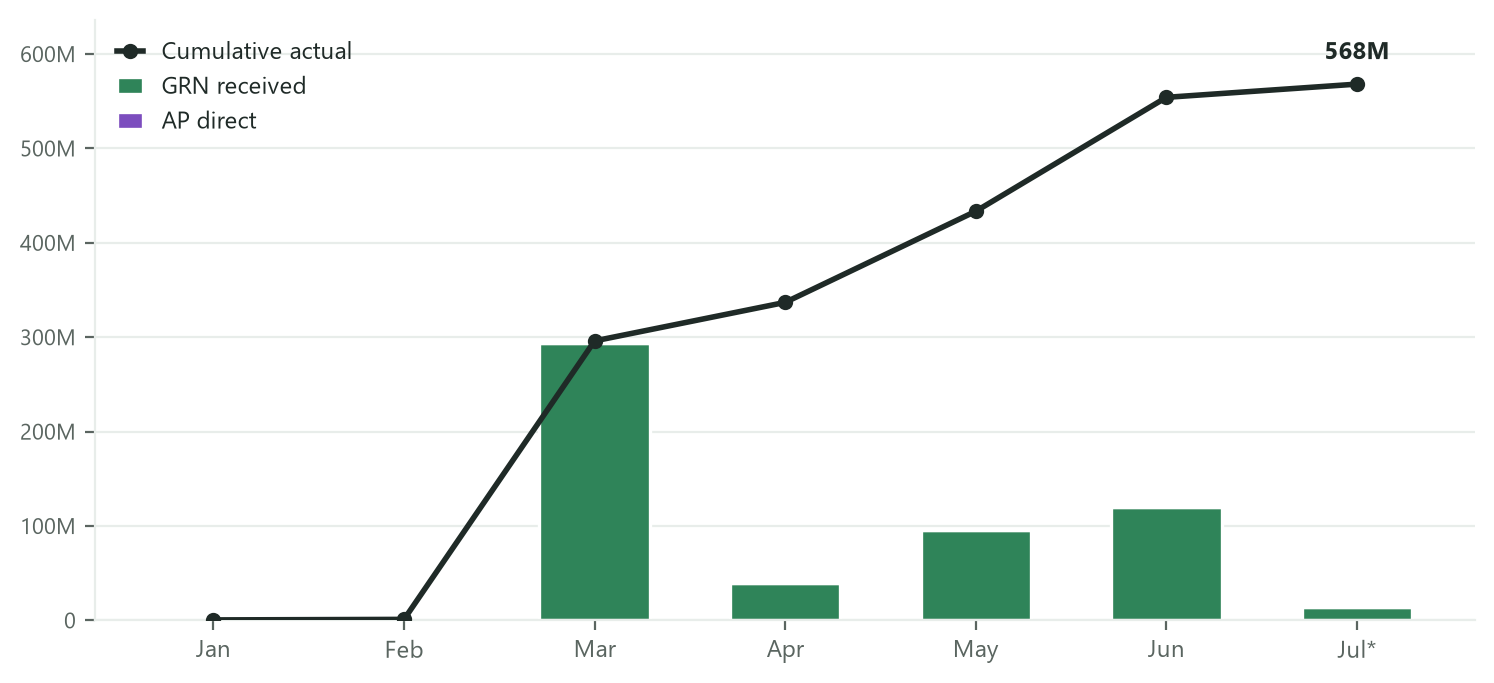 Cumulative actual
GRN received
AP direct
568M
600M
500M
400M
300M
200M
100M
0
Jan Feb Mar Apr May Jun Jul*